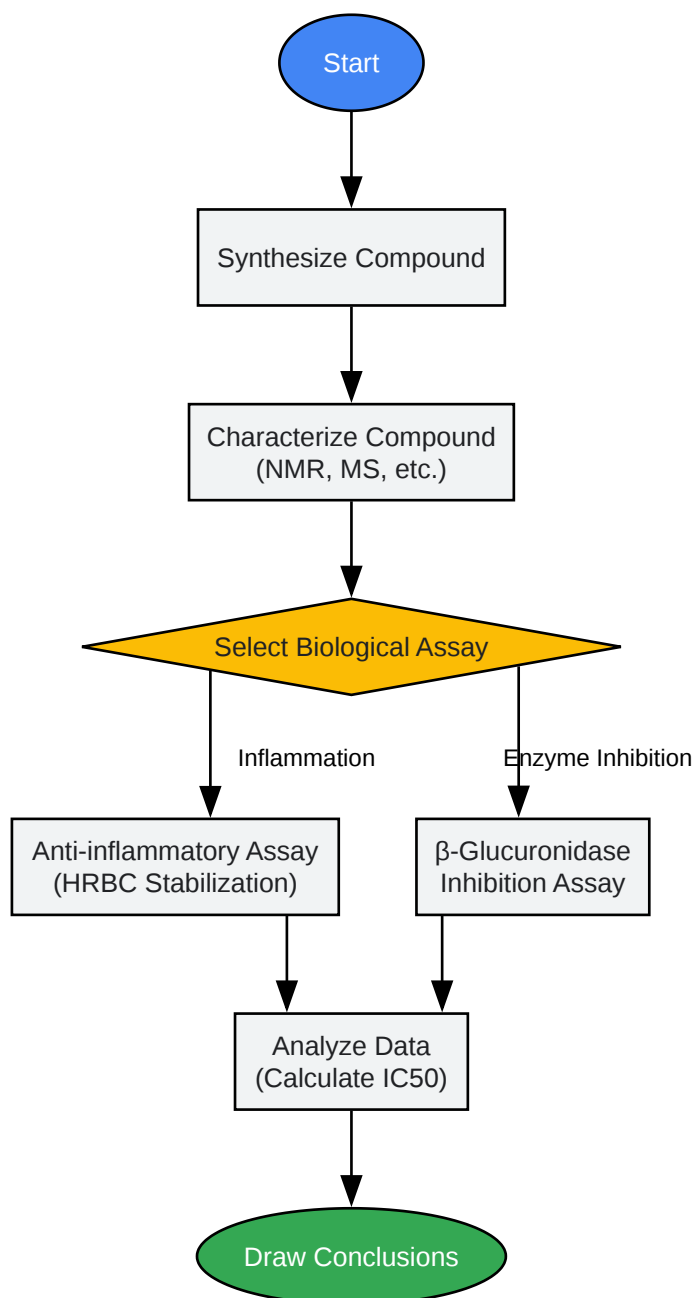 Start
Synthesize Compound
Characterize Compound
(NMR, MS, etc.)
Select Biological Assay
Inflammation
Enzyme Inhibition
Anti-inflammatory Assay
(HRBC Stabilization)
β-Glucuronidase
Inhibition Assay
Analyze Data
(Calculate IC50)
Draw Conclusions